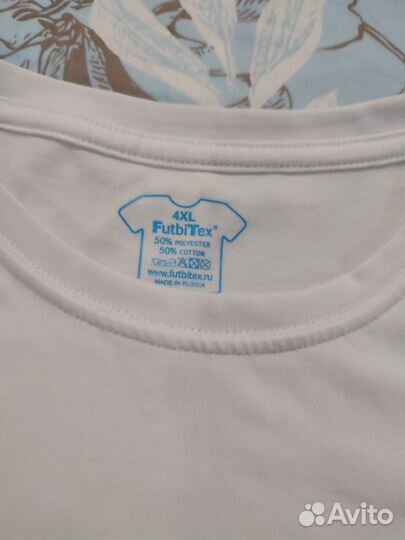 4XL
FutbiTex®
50% POLYESTER
50% COTTON
www.futbitex.ru
MADE IN RUSSIA
Avito